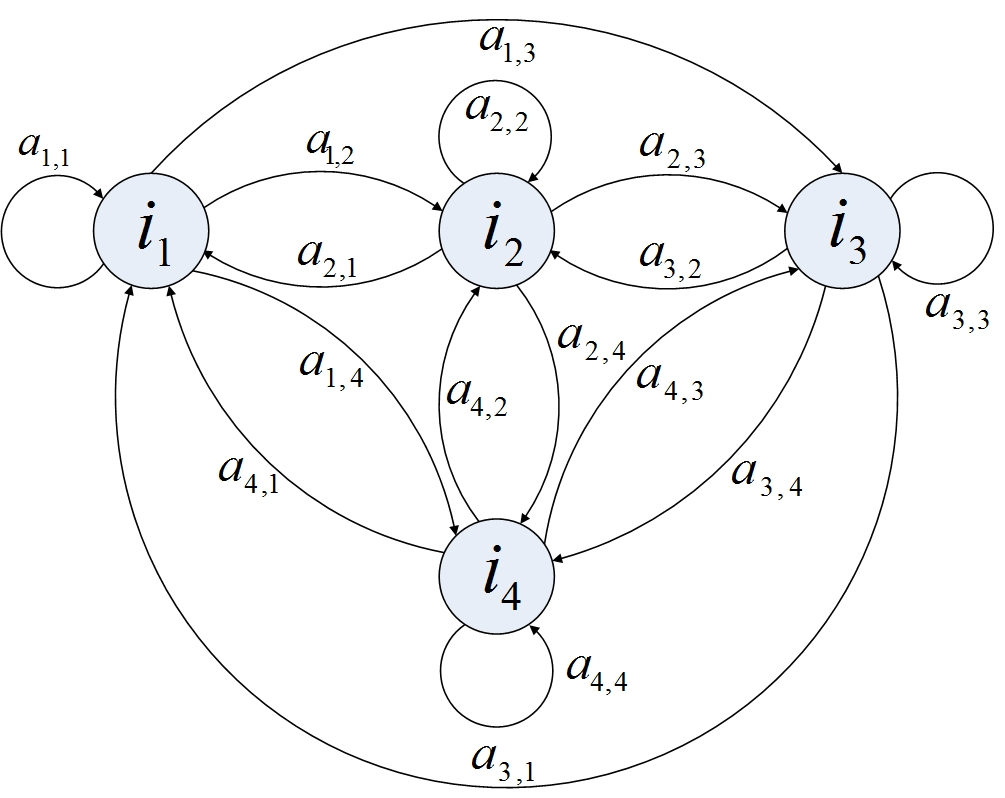 a1,3
a2,2
a1,1
a1,2
a2,3
i1
i2
i3
a2,1
a3,2
a3,3
a2,4
a1,4
a4,3
a4,2
a4,1
a3,4
i4
a4,4
a3,1